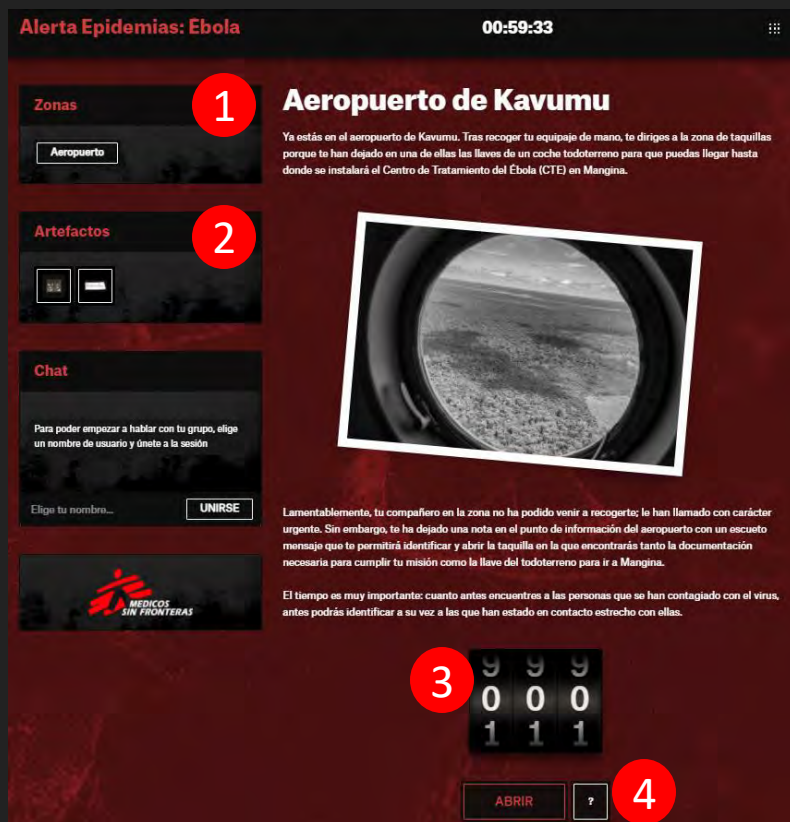 Alerta Epidemias: Ébola
00:59:33
Zonas
1
Aeropuerto
Artefactos
2
Chat
Para poder empezar a hablar con tu grupo, elige
un nombre de usuario y únete a la sesión
Elige tu nombre...
UNIRSE
MEDICOS
SIN FRONTERAS
Aeropuerto de Kavumu
Ya estás en el aeropuerto de Kavumu. Tras recoger tu equipaje de mano, te diriges a la zona de taquillas
porque te han dejado en una de ellas las llaves de un coche todoterreno para que puedas llegar hasta
donde se instalará el Centro de Tratamiento del Ébola (CTE) en Mangina.
Lamentablemente, tu compañero en la zona no ha podido venir a recogerte; le han llamado con carácter
urgente. Sin embargo, te ha dejado una nota en el punto de información del aeropuerto con un escueto
mensaje que te permitirá identificar y abrir la taquilla en la que encontrarás tanto la documentación
necesaria para cumplir tu misión como la llave del todoterreno para ir a Mangina.
El tiempo es muy importante: cuanto antes encuentres a las personas que se han contagiado con el virus,
antes podrás identificar a su vez a las que han estado en contacto estrecho con ellas.
3
9 9 9
0 0 0
1 1 1
ABRIR
?
4